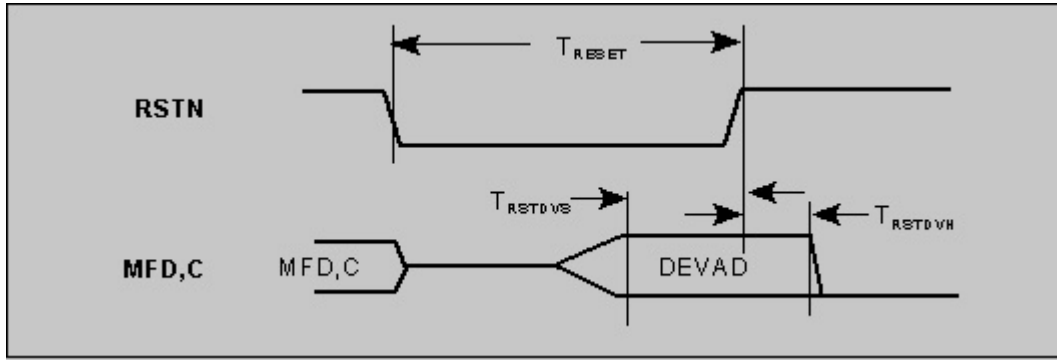 TRESET
RSTN
TRSTDVS
TRSTDVH
MFD,C
MFD,C
DEVAD